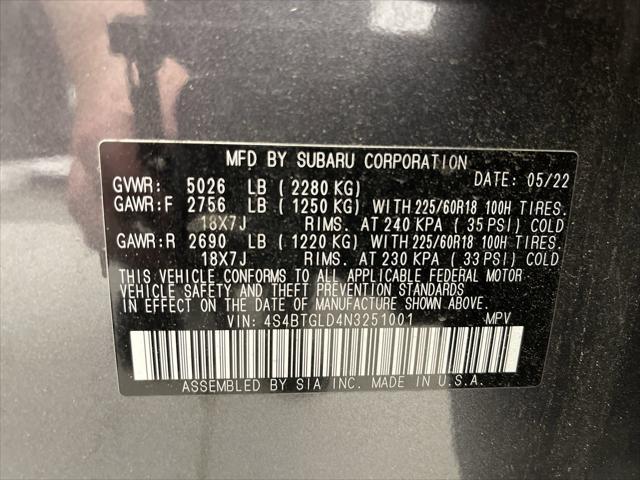 MFD BY SUBARU CORPORATION
GVWR: 5026 LB ( 2280 KG) DATE: 05/22
GAWR:F 2756 LB ( 1250 KG) WITH 225/60R18 100H TIRES.
18X7J RIMS. AT 240 KPA ( 35 PSI) COLD
GAWR:R 2690 LB ( 1220 KG) WITH 225/60R18 100H TIRES.
18X7J RIMS. AT 230 KPA ( 33 PSI) COLD
THIS VEHICLE CONFORMS TO ALL APPLICABLE FEDERAL MOTOR
VEHICLE SAFETY AND THEFT PREVENTION STANDARDS
IN EFFECT ON THE DATE OF MANUFACTURE SHOWN ABOVE.
VIN: 4S4BTGLD4N3251001 MPV
ASSEMBLED BY SIA INC. MADE IN U.S.A.